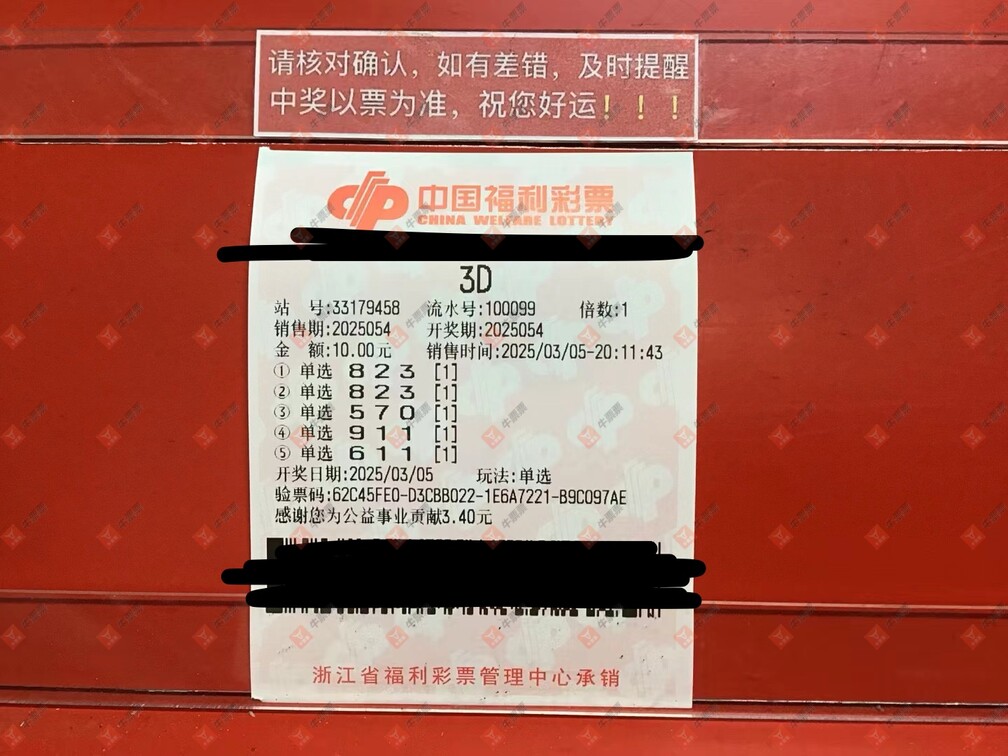 请核对确认，如有差错，及时提醒
中奖以票为准，祝您好运！！！
中国福利彩票
CHINA WELFARE LOTTERY
3D
站 号:33179458 流水号:100099 倍数:1
销售期:2025054 开奖期:2025054
金 额:10.00元 销售时间:2025/03/05-20:11:43
① 单选 8 2 3 [1]
② 单选 8 2 3 [1]
③ 单选 5 7 0 [1]
④ 单选 9 1 1 [1]
⑤ 单选 6 1 1 [1]
开奖日期:2025/03/05 玩法:单选
验票码:62C45FE0-D3CBB022-1E6A7221-B9C097AE
感谢您为公益事业贡献3.40元
浙江省福利彩票管理中心承销
牛票票